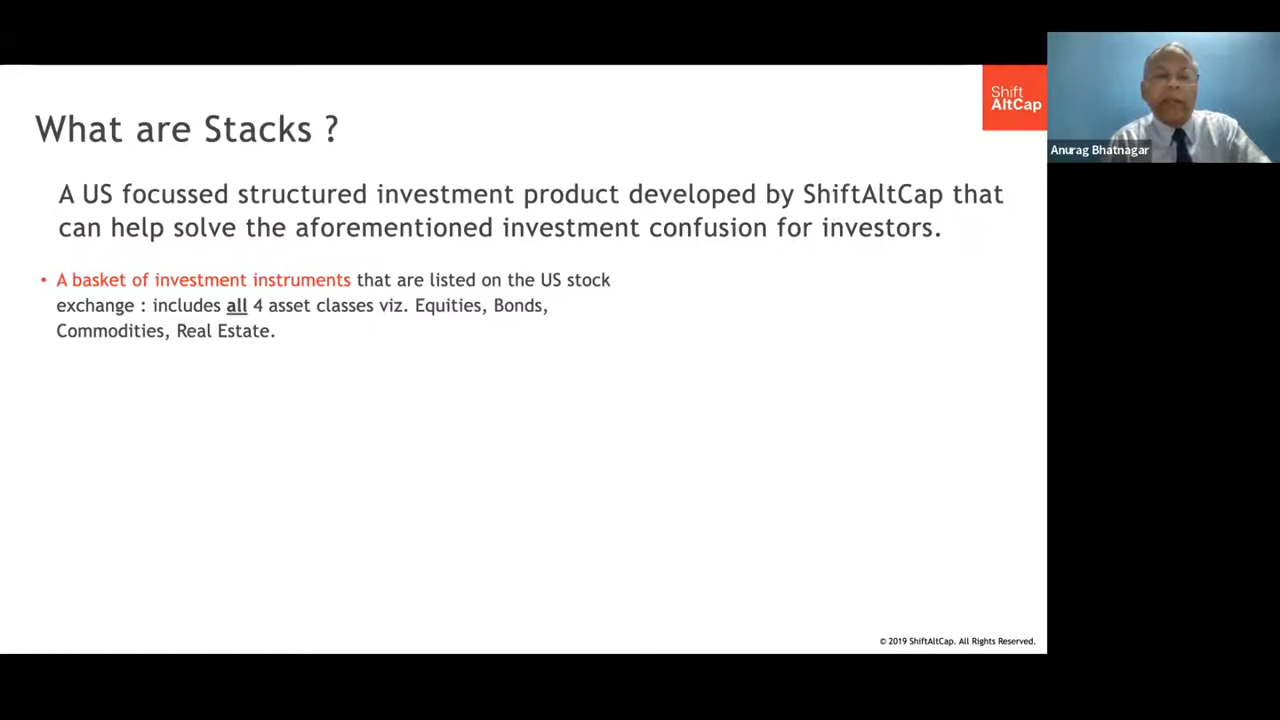 Shift
AltCap
What are Stacks ?
A US focussed structured investment product developed by ShiftAltCap that
can help solve the aforementioned investment confusion for investors.
• A basket of investment instruments that are listed on the US stock
exchange : includes all 4 asset classes viz. Equities, Bonds,
Commodities, Real Estate.
© 2019 ShiftAltCap. All Rights Reserved.
Anurag Bhatnagar